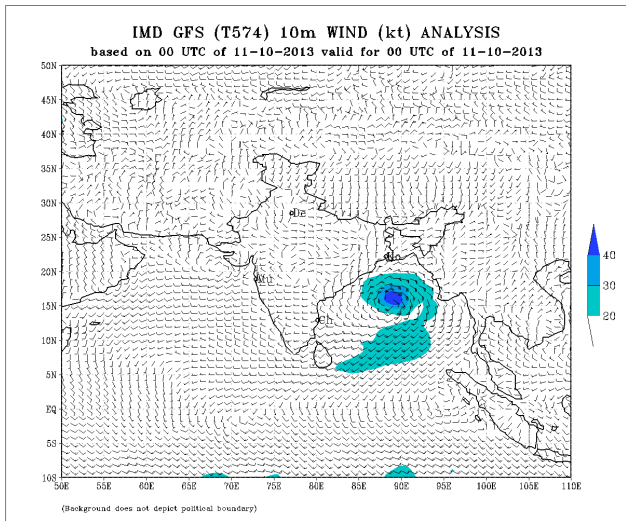 IMD GFS (T574) 10m WIND (kt) ANALYSIS
based on 00 UTC of 11-10-2013 valid for 00 UTC of 11-10-2013
50N
45N
40N
35N
30N
25N
20N
15N
10N
5N
EQ
5S
10S
De
Mu
Ch
40
30
20
50E 55E 60E 65E 70E 75E 80E 85E 90E 95E 100E 105E 110E
(Background does not depict political boundary)